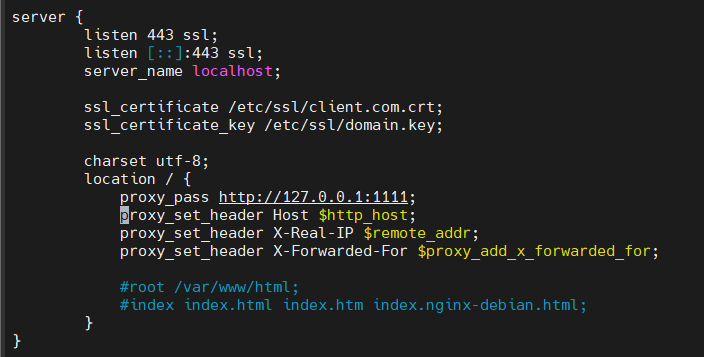 server {
        listen 443 ssl;
        listen [::]:443 ssl;
        server_name localhost;
        ssl_certificate /etc/ssl/client.com.crt;
        ssl_certificate_key /etc/ssl/domain.key;
        charset utf-8;
        location / {
            proxy_pass http://127.0.0.1:1111;
            proxy_set_header Host $http_host;
            proxy_set_header X-Real-IP $remote_addr;
            proxy_set_header X-Forwarded-For $proxy_add_x_forwarded_for;
            #root /var/www/html;
            #index index.html index.htm index.nginx-debian.html;
        }
}